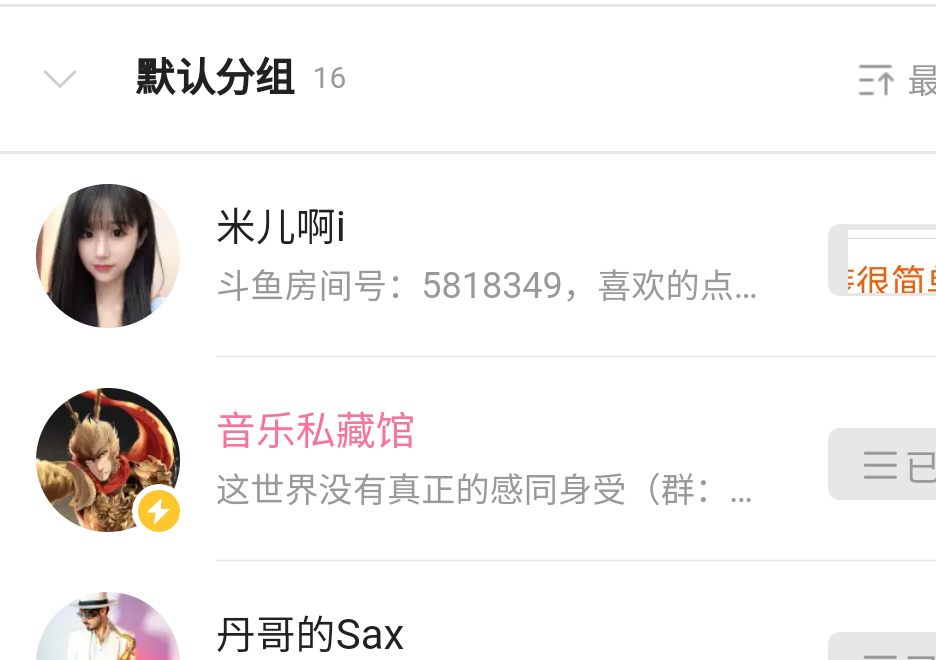 默认分组 16
最
米儿啊i
斗鱼房间号：5818349，喜欢的点…
很简单
音乐私藏馆
这世界没有真正的感同身受（群：…
已
丹哥的Sax